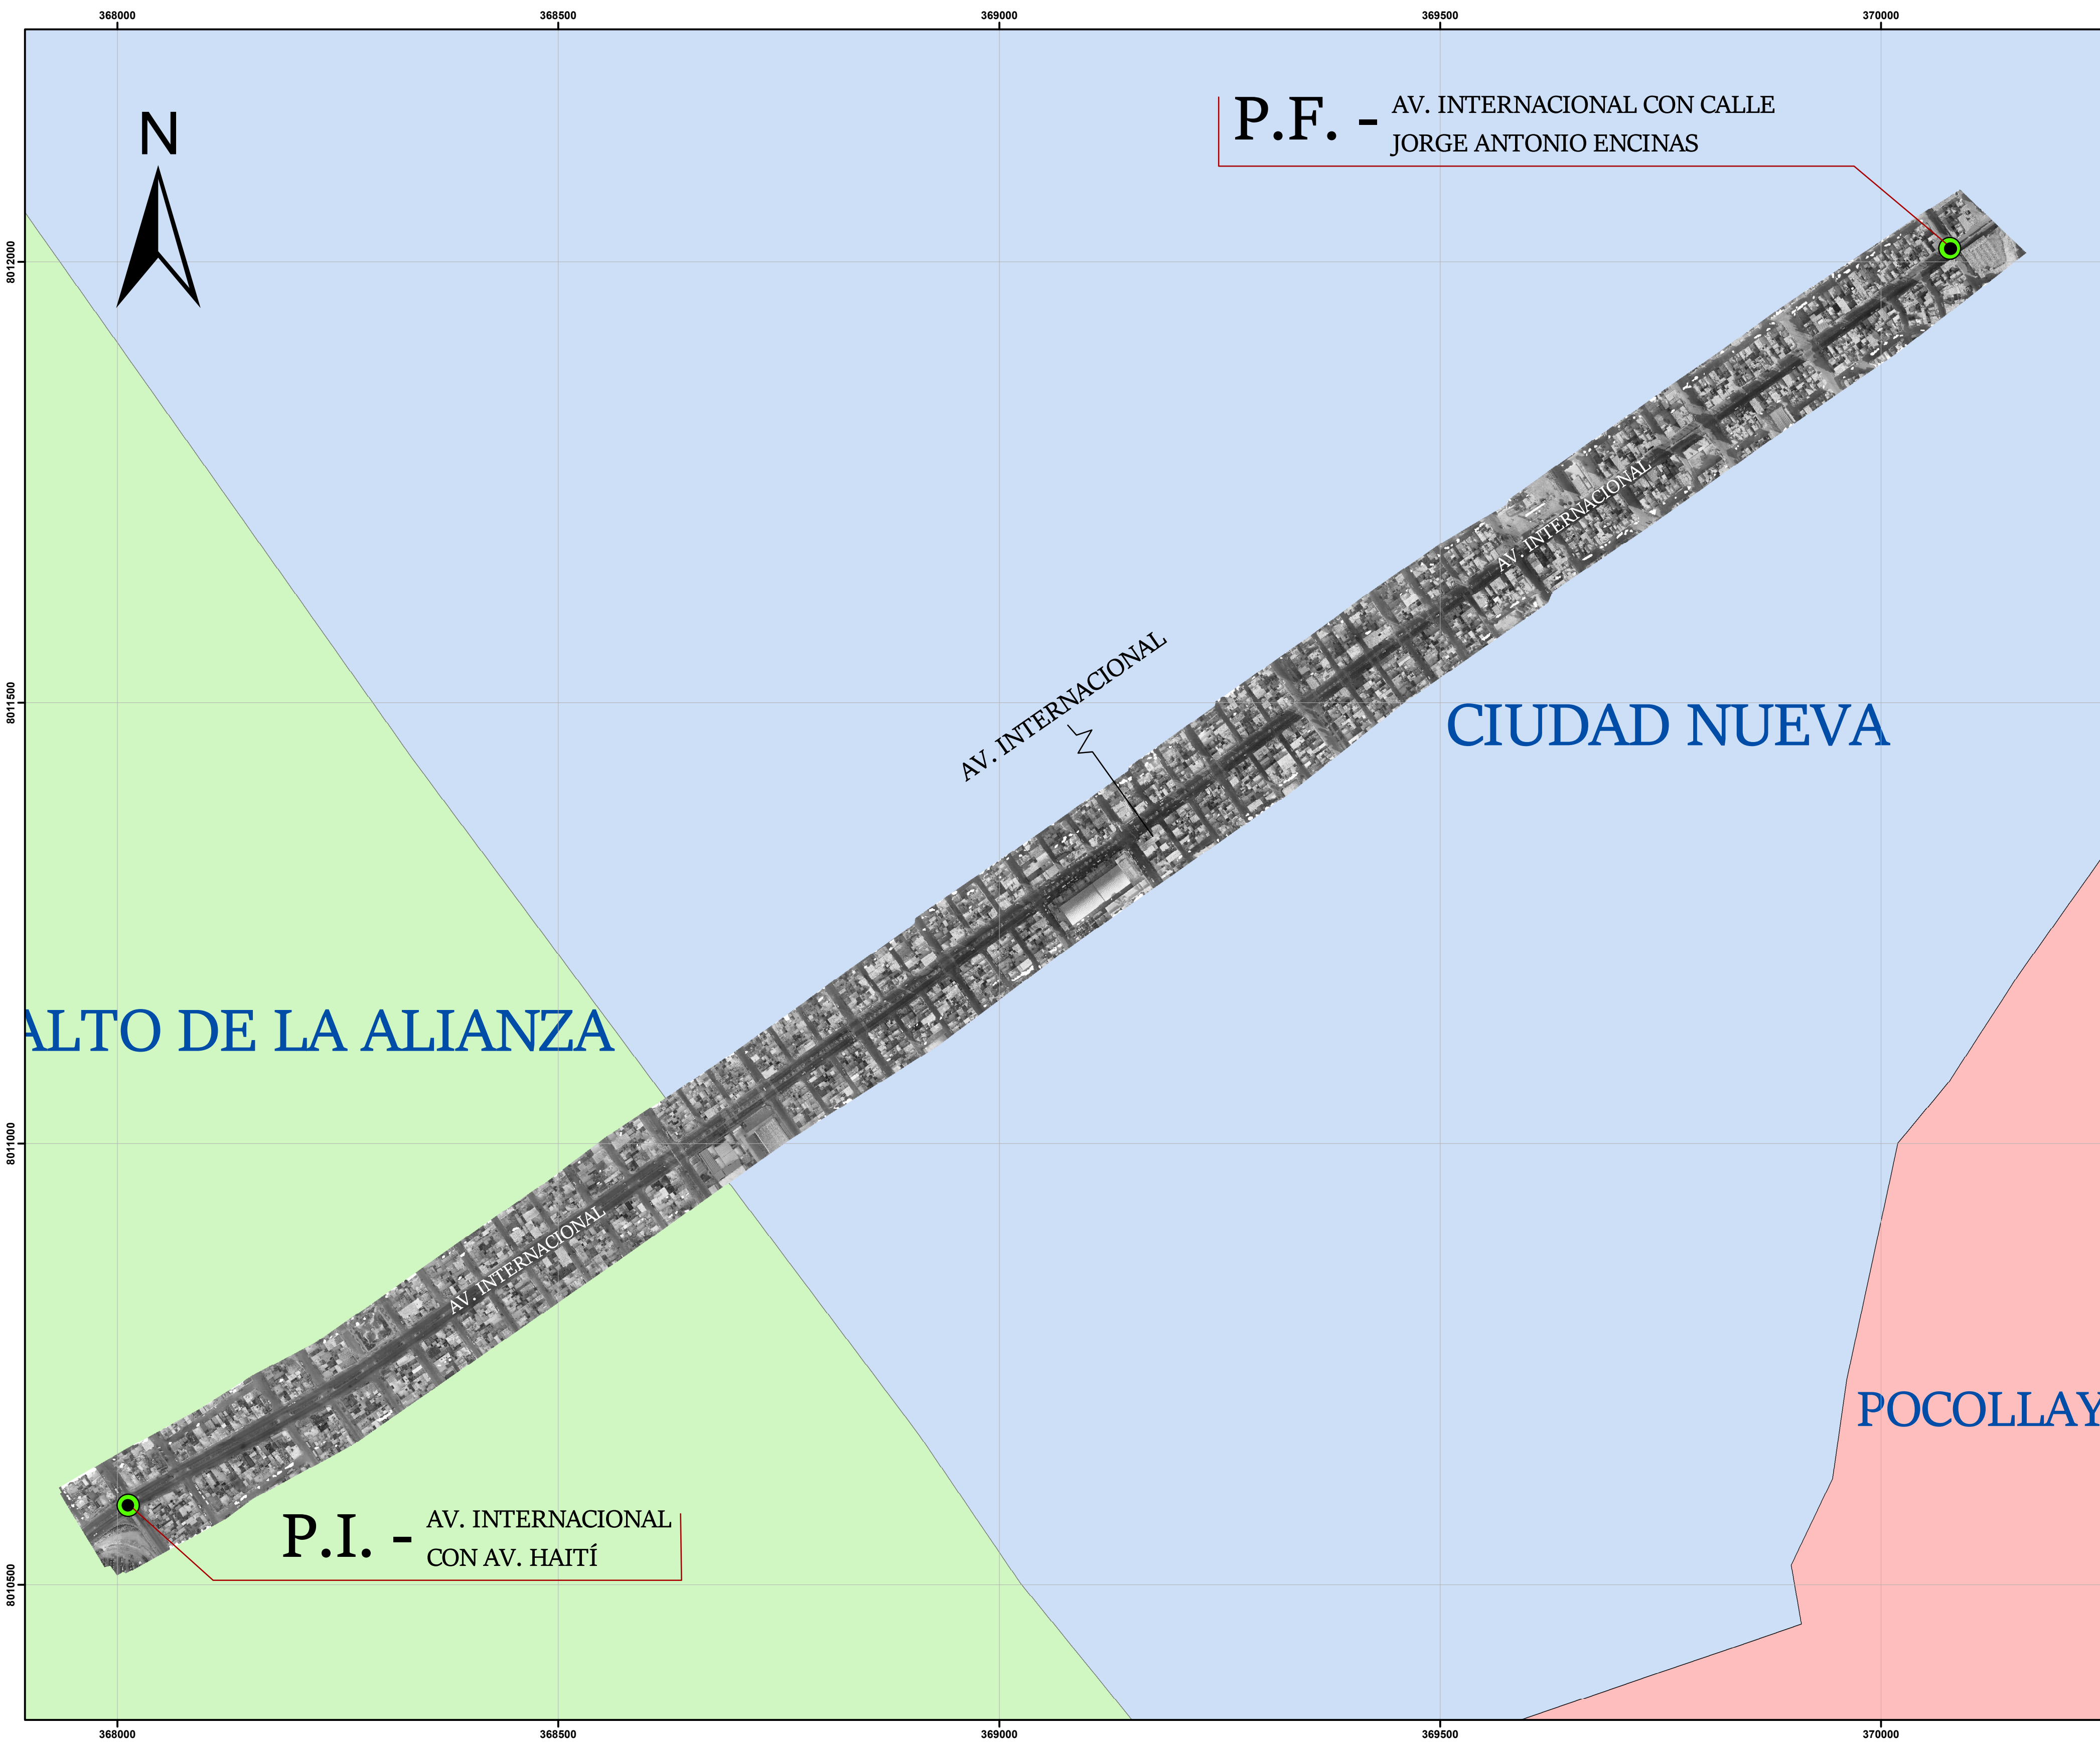 368000 368500 369000 369500 370000
N
P.F. - AV. INTERNACIONAL CON CALLE
JORGE ANTONIO ENCINAS
8012000
AV. INTERNACIONAL
AV. INTERNACIONAL
8011500
CIUDAD NUEVA
ALTO DE LA ALIANZA
8011000
AV. INTERNACIONAL
POCOLLAY
P.I. - AV. INTERNACIONAL
CON AV. HAITÍ
8010500
368000 368500 369000 369500 370000